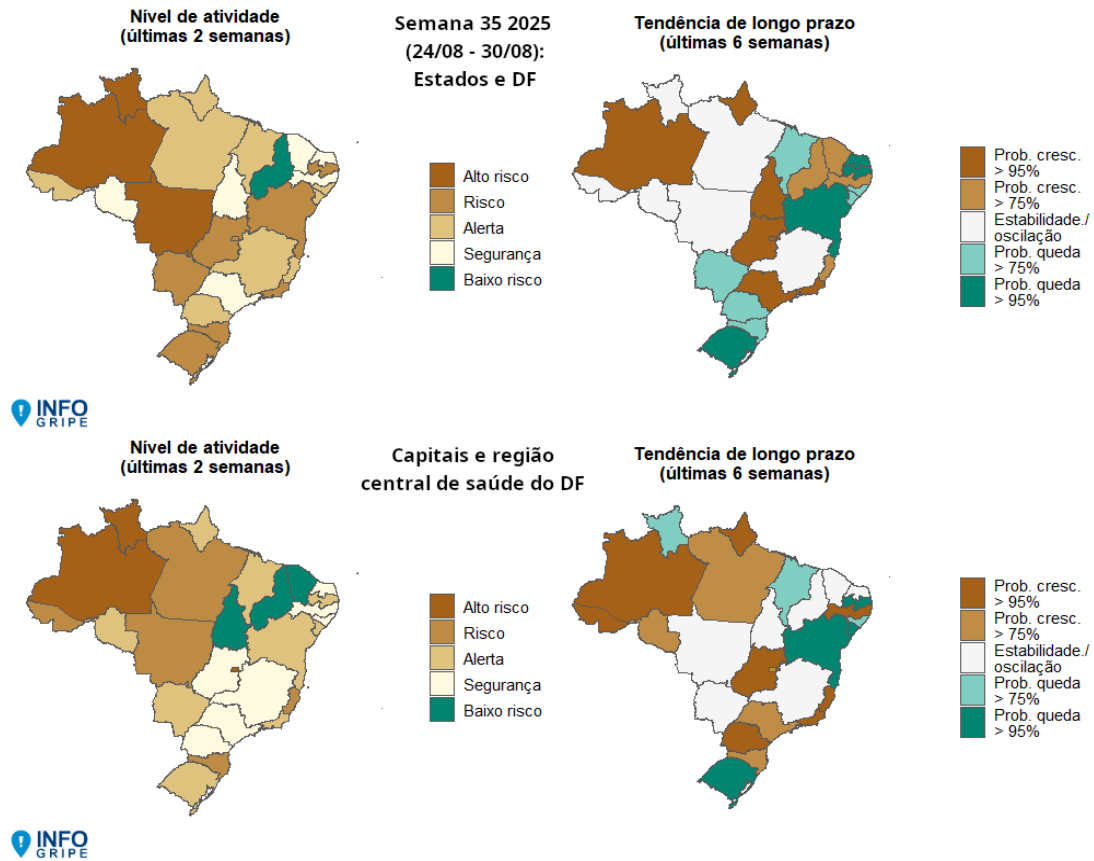 Nível de atividade
(últimas 2 semanas)
Semana 35 2025
(24/08 - 30/08):
Estados e DF
Tendência de longo prazo
(últimas 6 semanas)
Alto risco
Risco
Alerta
Segurança
Baixo risco
Prob. cresc.
> 95%
Prob. cresc.
> 75%
Estabilidade./
oscilação
Prob. queda
> 75%
Prob. queda
> 95%
INFO
GRIPE
Nível de atividade
(últimas 2 semanas)
Capitais e região
central de saúde do DF
Tendência de longo prazo
(últimas 6 semanas)
Alto risco
Risco
Alerta
Segurança
Baixo risco
Prob. cresc.
> 95%
Prob. cresc.
> 75%
Estabilidade./
oscilação
Prob. queda
> 75%
Prob. queda
> 95%
INFO
GRIPE